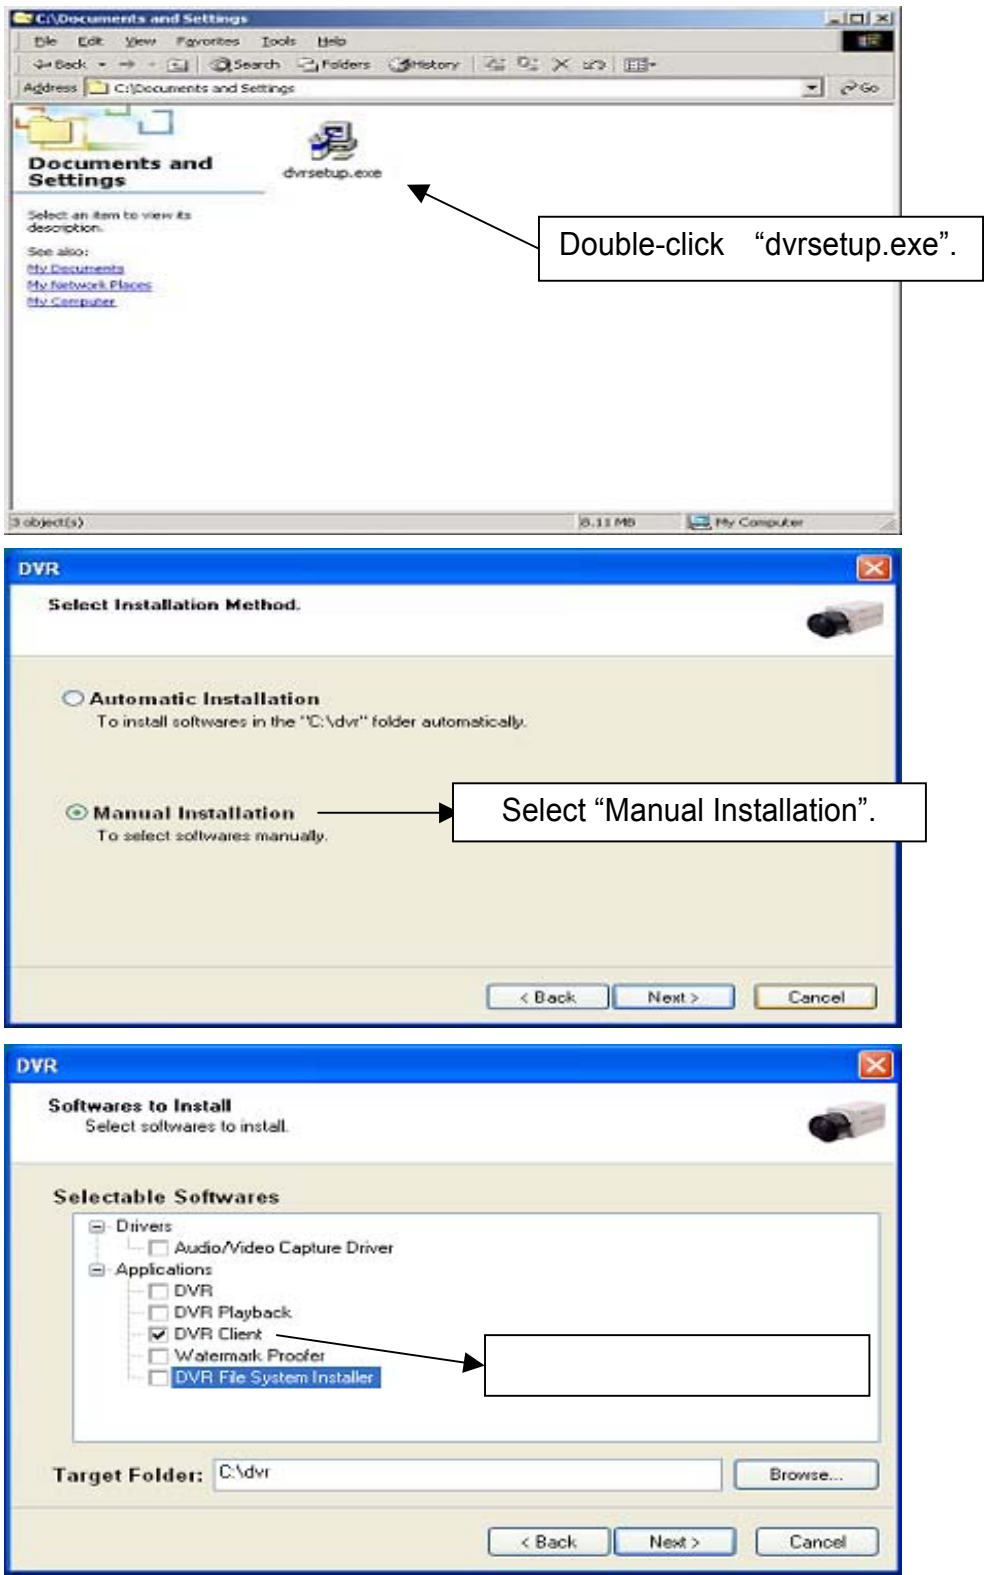 C:\Documents and Settings
File Edit View Favorites Tools Help
Back Search Folders History
Address C:\Documents and Settings Go
Documents and
Settings
dvrsetup.exe
Select an item to view its
description.
See also:
My Documents
My Network Places
My Computer
Double-click “dvrsetup.exe”.
3 object(s) 8.11 MB My Computer
DVR
Select Installation Method.
Automatic Installation
To install softwares in the "C:\dvr" folder automatically.
Manual Installation
To select softwares manually.
Select “Manual Installation”.
< Back Next > Cancel
DVR
Softwares to Install
Select softwares to install.
Selectable Softwares
Drivers
Audio/Video Capture Driver
Applications
DVR
DVR Playback
DVR Client
Watermark Proofer
DVR File System Installer
Target Folder: C:\dvr Browse...
< Back Next > Cancel